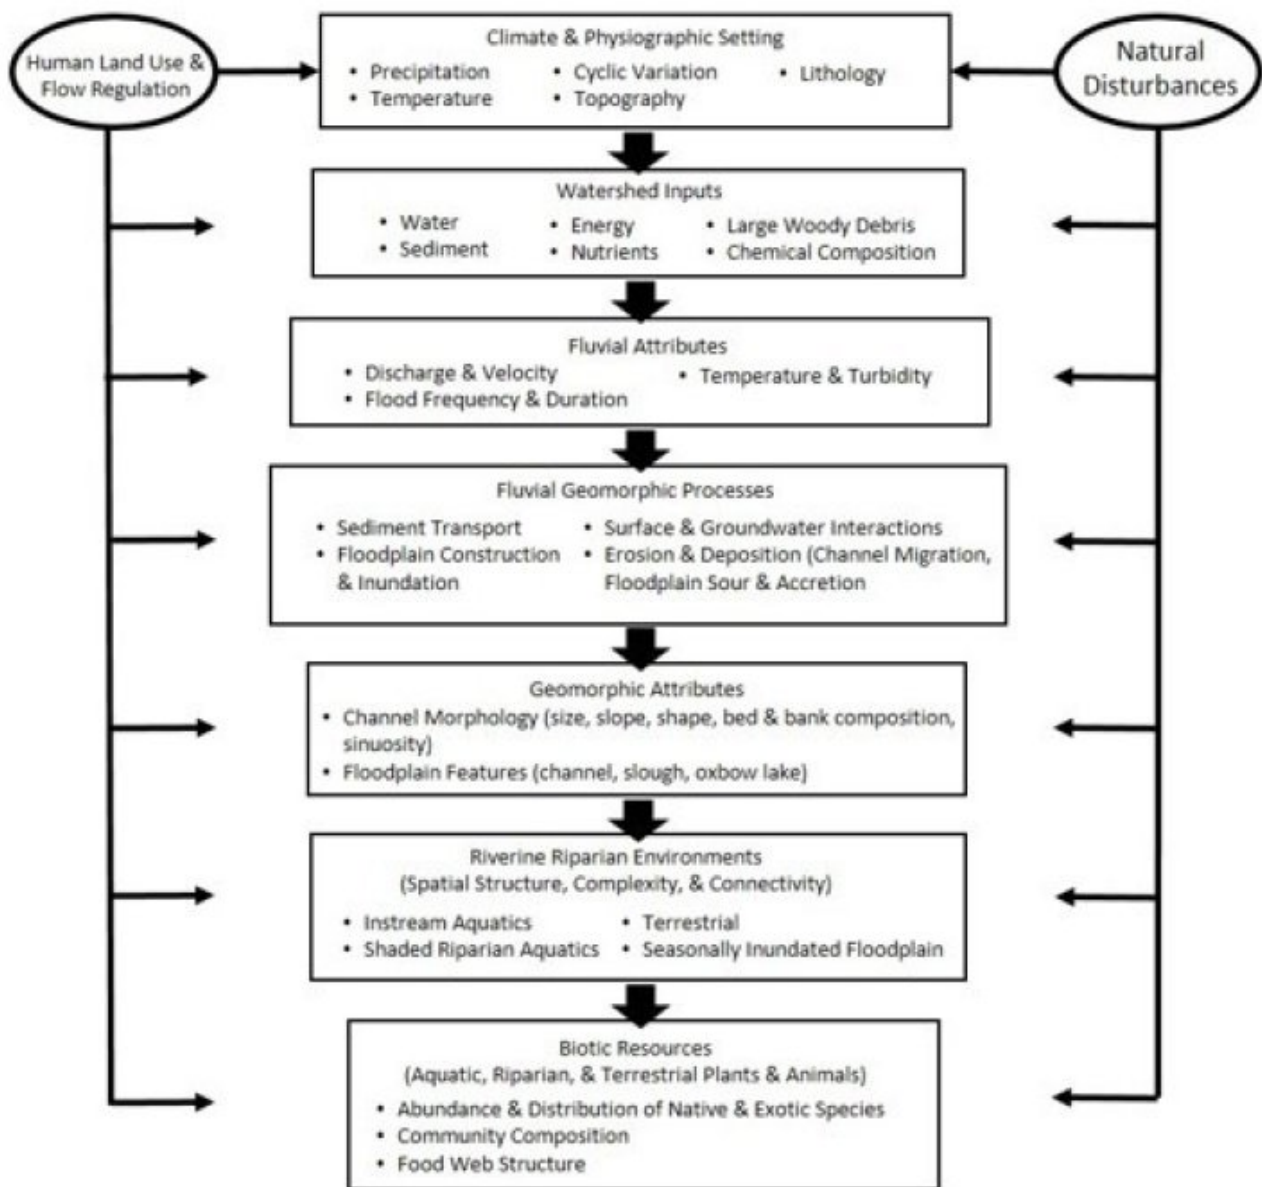 Human Land Use &
Flow Regulation
Climate & Physiographic Setting
• Precipitation • Cyclic Variation • Lithology
• Temperature • Topography
Natural
Disturbances
Watershed Inputs
• Water • Energy • Large Woody Debris
• Sediment • Nutrients • Chemical Composition
Fluvial Attributes
• Discharge & Velocity • Temperature & Turbidity
• Flood Frequency & Duration
Fluvial Geomorphic Processes
• Sediment Transport • Surface & Groundwater Interactions
• Floodplain Construction • Erosion & Deposition (Channel Migration,
& Inundation Floodplain Sour & Accretion
Geomorphic Attributes
• Channel Morphology (size, slope, shape, bed & bank composition,
sinuosity)
• Floodplain Features (channel, slough, oxbow lake)
Riverine Riparian Environments
(Spatial Structure, Complexity, & Connectivity)
• Instream Aquatics • Terrestrial
• Shaded Riparian Aquatics • Seasonally Inundated Floodplain
Biotic Resources
(Aquatic, Riparian, & Terrestrial Plants & Animals)
• Abundance & Distribution of Native & Exotic Species
• Community Composition
• Food Web Structure